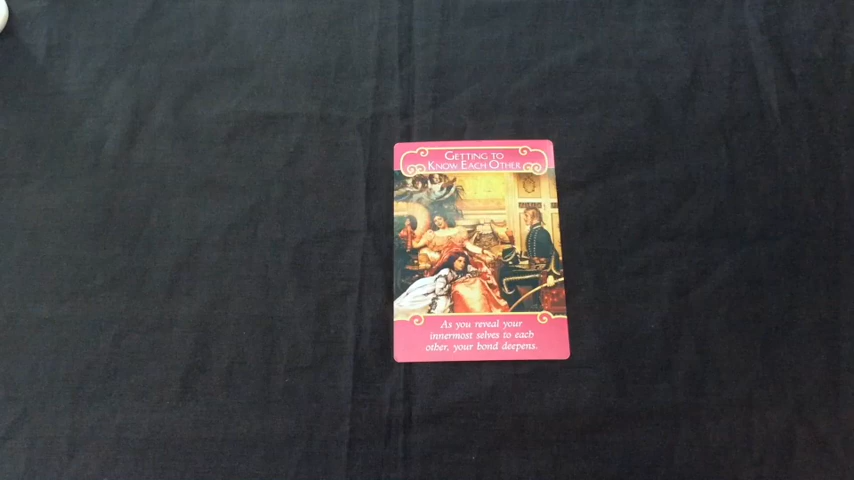 Getting to
Know Each Other
As you reveal your
innermost selves to each
other, your bond deepens.